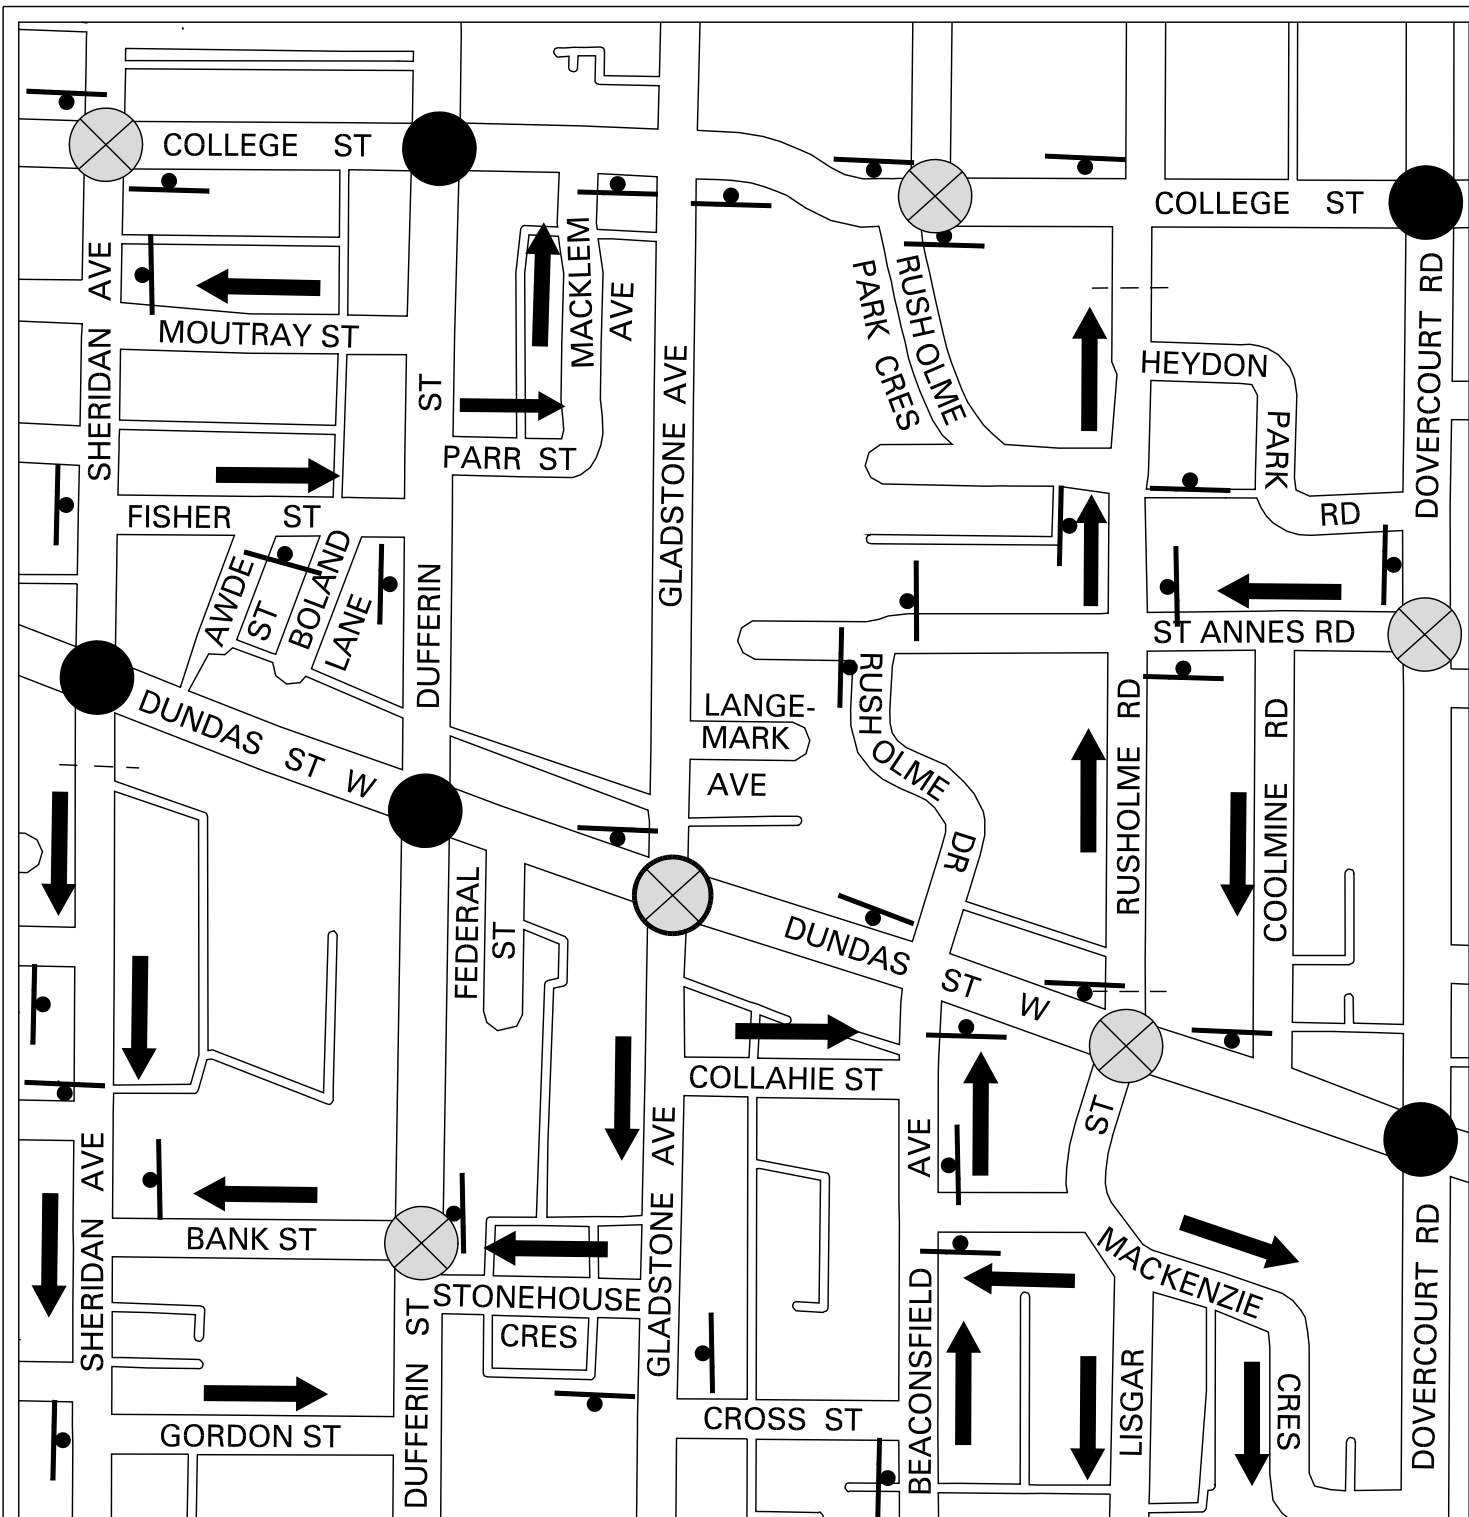 COLLEGE ST
COLLEGE ST
SHERIDAN AVE
MOUTRAY ST
MACKLEM AVE
RUSHOLME PARK CRES
HEYDON PARK RD
DOVERCOURT RD
GLADSTONE AVE
DUFFERIN ST
PARR ST
FISHER ST
AWDE ST
BOLAND LANE
ST ANNES RD
DUNDAS ST W
LANGE-
MARK
AVE
RUSHOLME DR
RUSHOLME RD
COOLMINE RD
FEDERAL ST
DUNDAS ST W
COLLAHIE ST
SHERIDAN AVE
BANK ST
STONEHOUSE
CRES
GLADSTONE AVE
BEACONSFIELD AVE
LISGAR ST
MACKENZIE CRES
DOVERCOURT RD
DUFFERIN ST
GORDON ST
CROSS ST